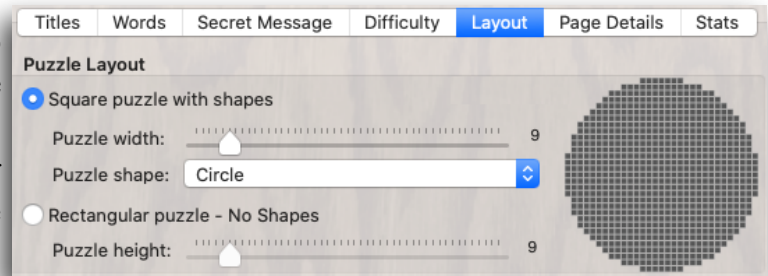 Titles Words Secret Message Difficulty Layout Page Details Stats
Puzzle Layout
Square puzzle with shapes
Puzzle width: 9
Puzzle shape: Circle
Rectangular puzzle - No Shapes
Puzzle height: 9